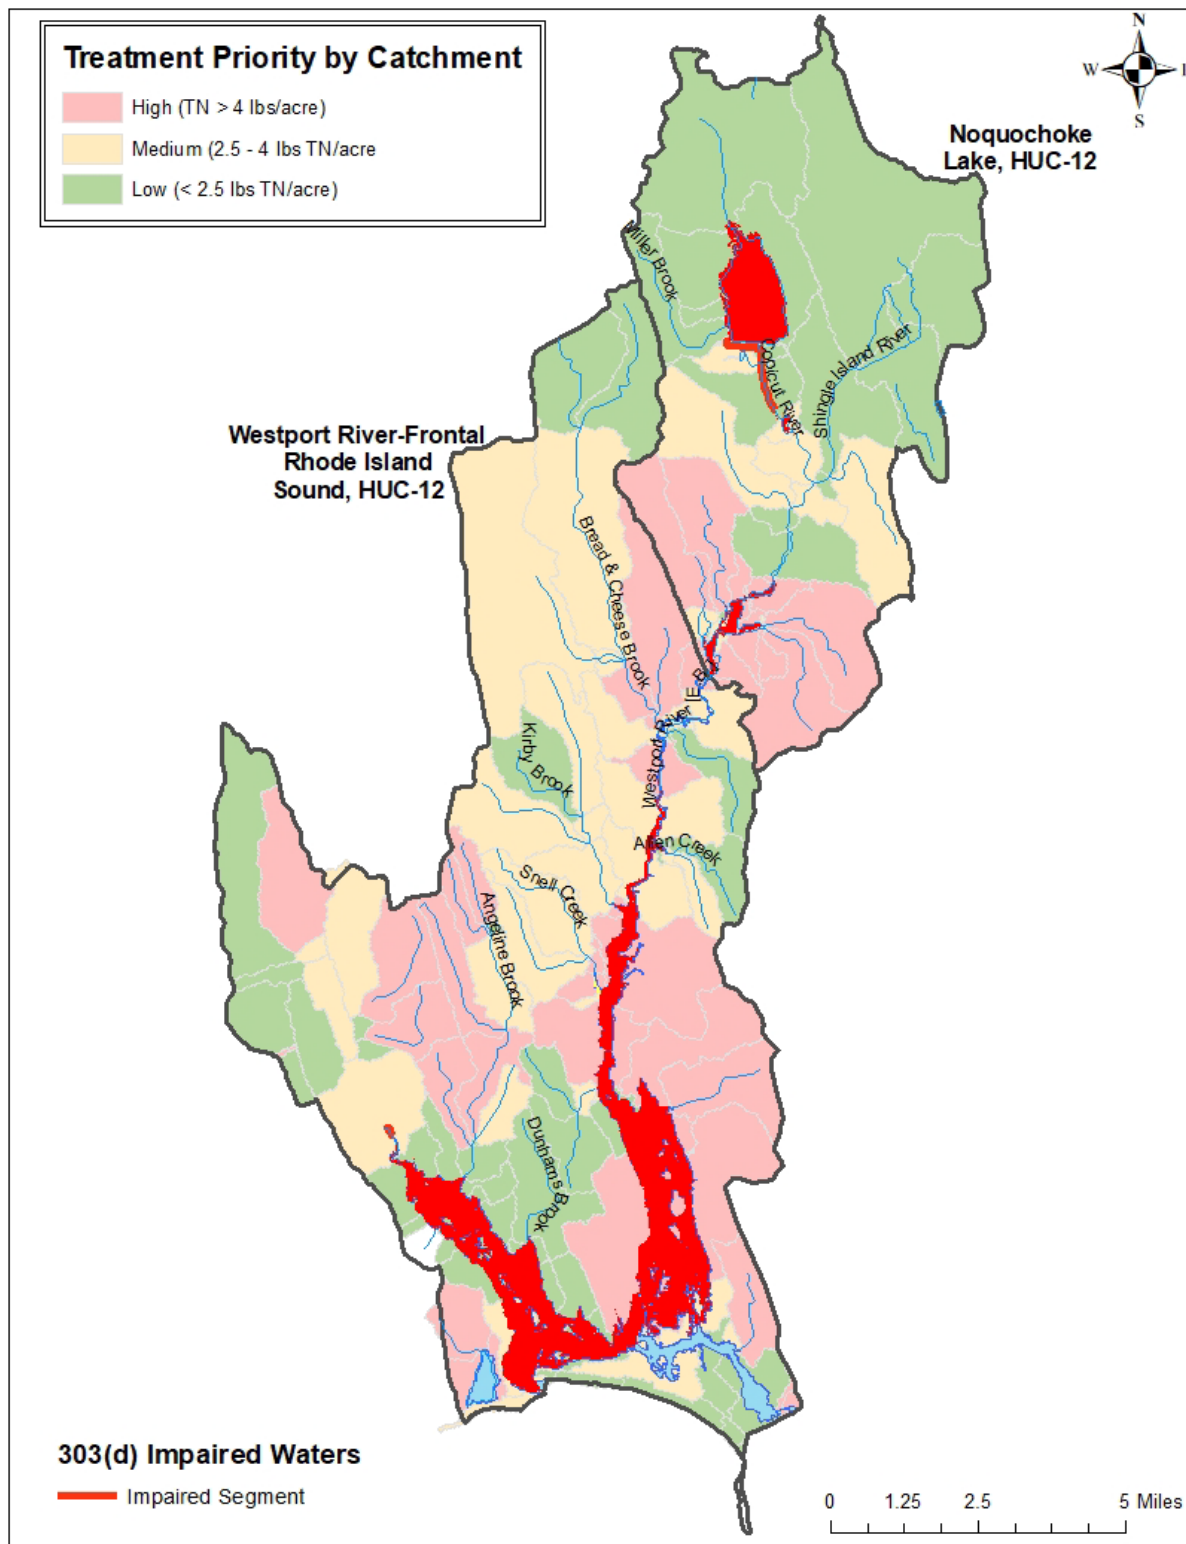 Treatment Priority by Catchment
High (TN > 4 lbs/acre)
Medium (2.5 - 4 lbs TN/acre
Low (< 2.5 lbs TN/acre)
N
W
S
Noquochoke
Lake, HUC-12
Miller Brook
Copicut River
Shingle Island River
Westport River-Frontal
Rhode Island
Sound, HUC-12
Bread & Cheese Brook
Westport River
Kirby Brook
Allen Creek
Snell Creek
Angeline Brook
Dunhams Brook
303(d) Impaired Waters
Impaired Segment
0 1.25 2.5 5 Miles